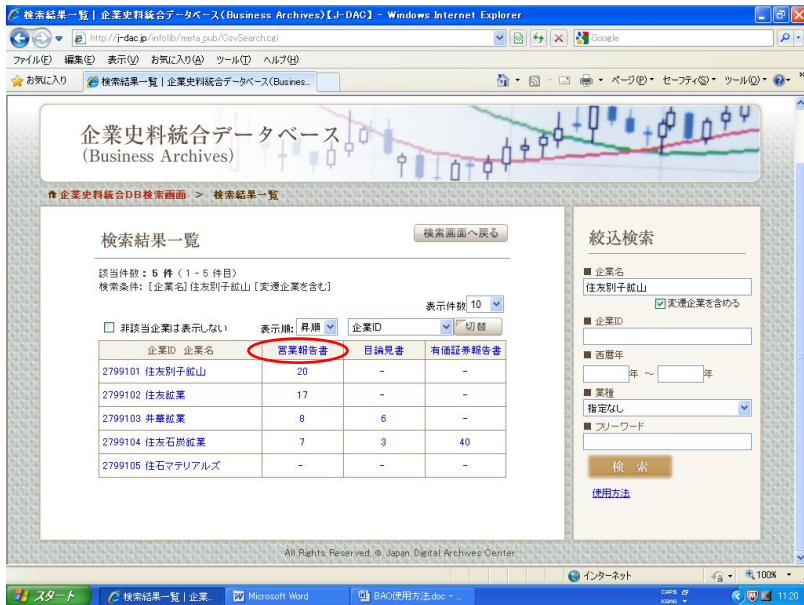 検索結果一覧 | 企業史料統合データベース(Business Archives)【J-DAC】 - Windows Internet Explorer
http://j-dac.jp/infolib/meta_pub/CsvSearch.cgi
Google
ファイル(F) 編集(E) 表示(V) お気に入り(A) ツール(T) ヘルプ(H)
お気に入り 検索結果一覧 | 企業史料統合データベース(Busines...
ページ(P) セーフティ(S) ツール(O)
企業史料統合データベース
(Business Archives)
企業史料統合DB検索画面 > 検索結果一覧
検索結果一覧
検索画面へ戻る
該当件数 : 5 件 ( 1 - 5 件目)
検索条件: [企業名]住友別子鉱山 [変遷企業を含む]
表示件数 10
非該当企業は表示しない 表示順: 昇順 企業ID 切替
企業ID 企業名 営業報告書 目論見書 有価証券報告書
2799101 住友別子鉱山 20 - -
2799102 住友鉱業 17 - -
2799103 井華鉱業 8 6 -
2799104 住友石炭鉱業 7 3 40
2799105 住石マテリアルズ - - -
絞込検索
■ 企業名
住友別子鉱山
変遷企業を含める
■ 企業ID
■ 西暦年
年 ~ 年
■ 業種
指定なし
■ フリーワード
検 索
使用方法
All Rights Reserved, © Japan Digital Archives Center
インターネット 100%
スタート 検索結果一覧 | 企業... Microsoft Word BAO使用方法.doc - ... CAPS KANA 11:20